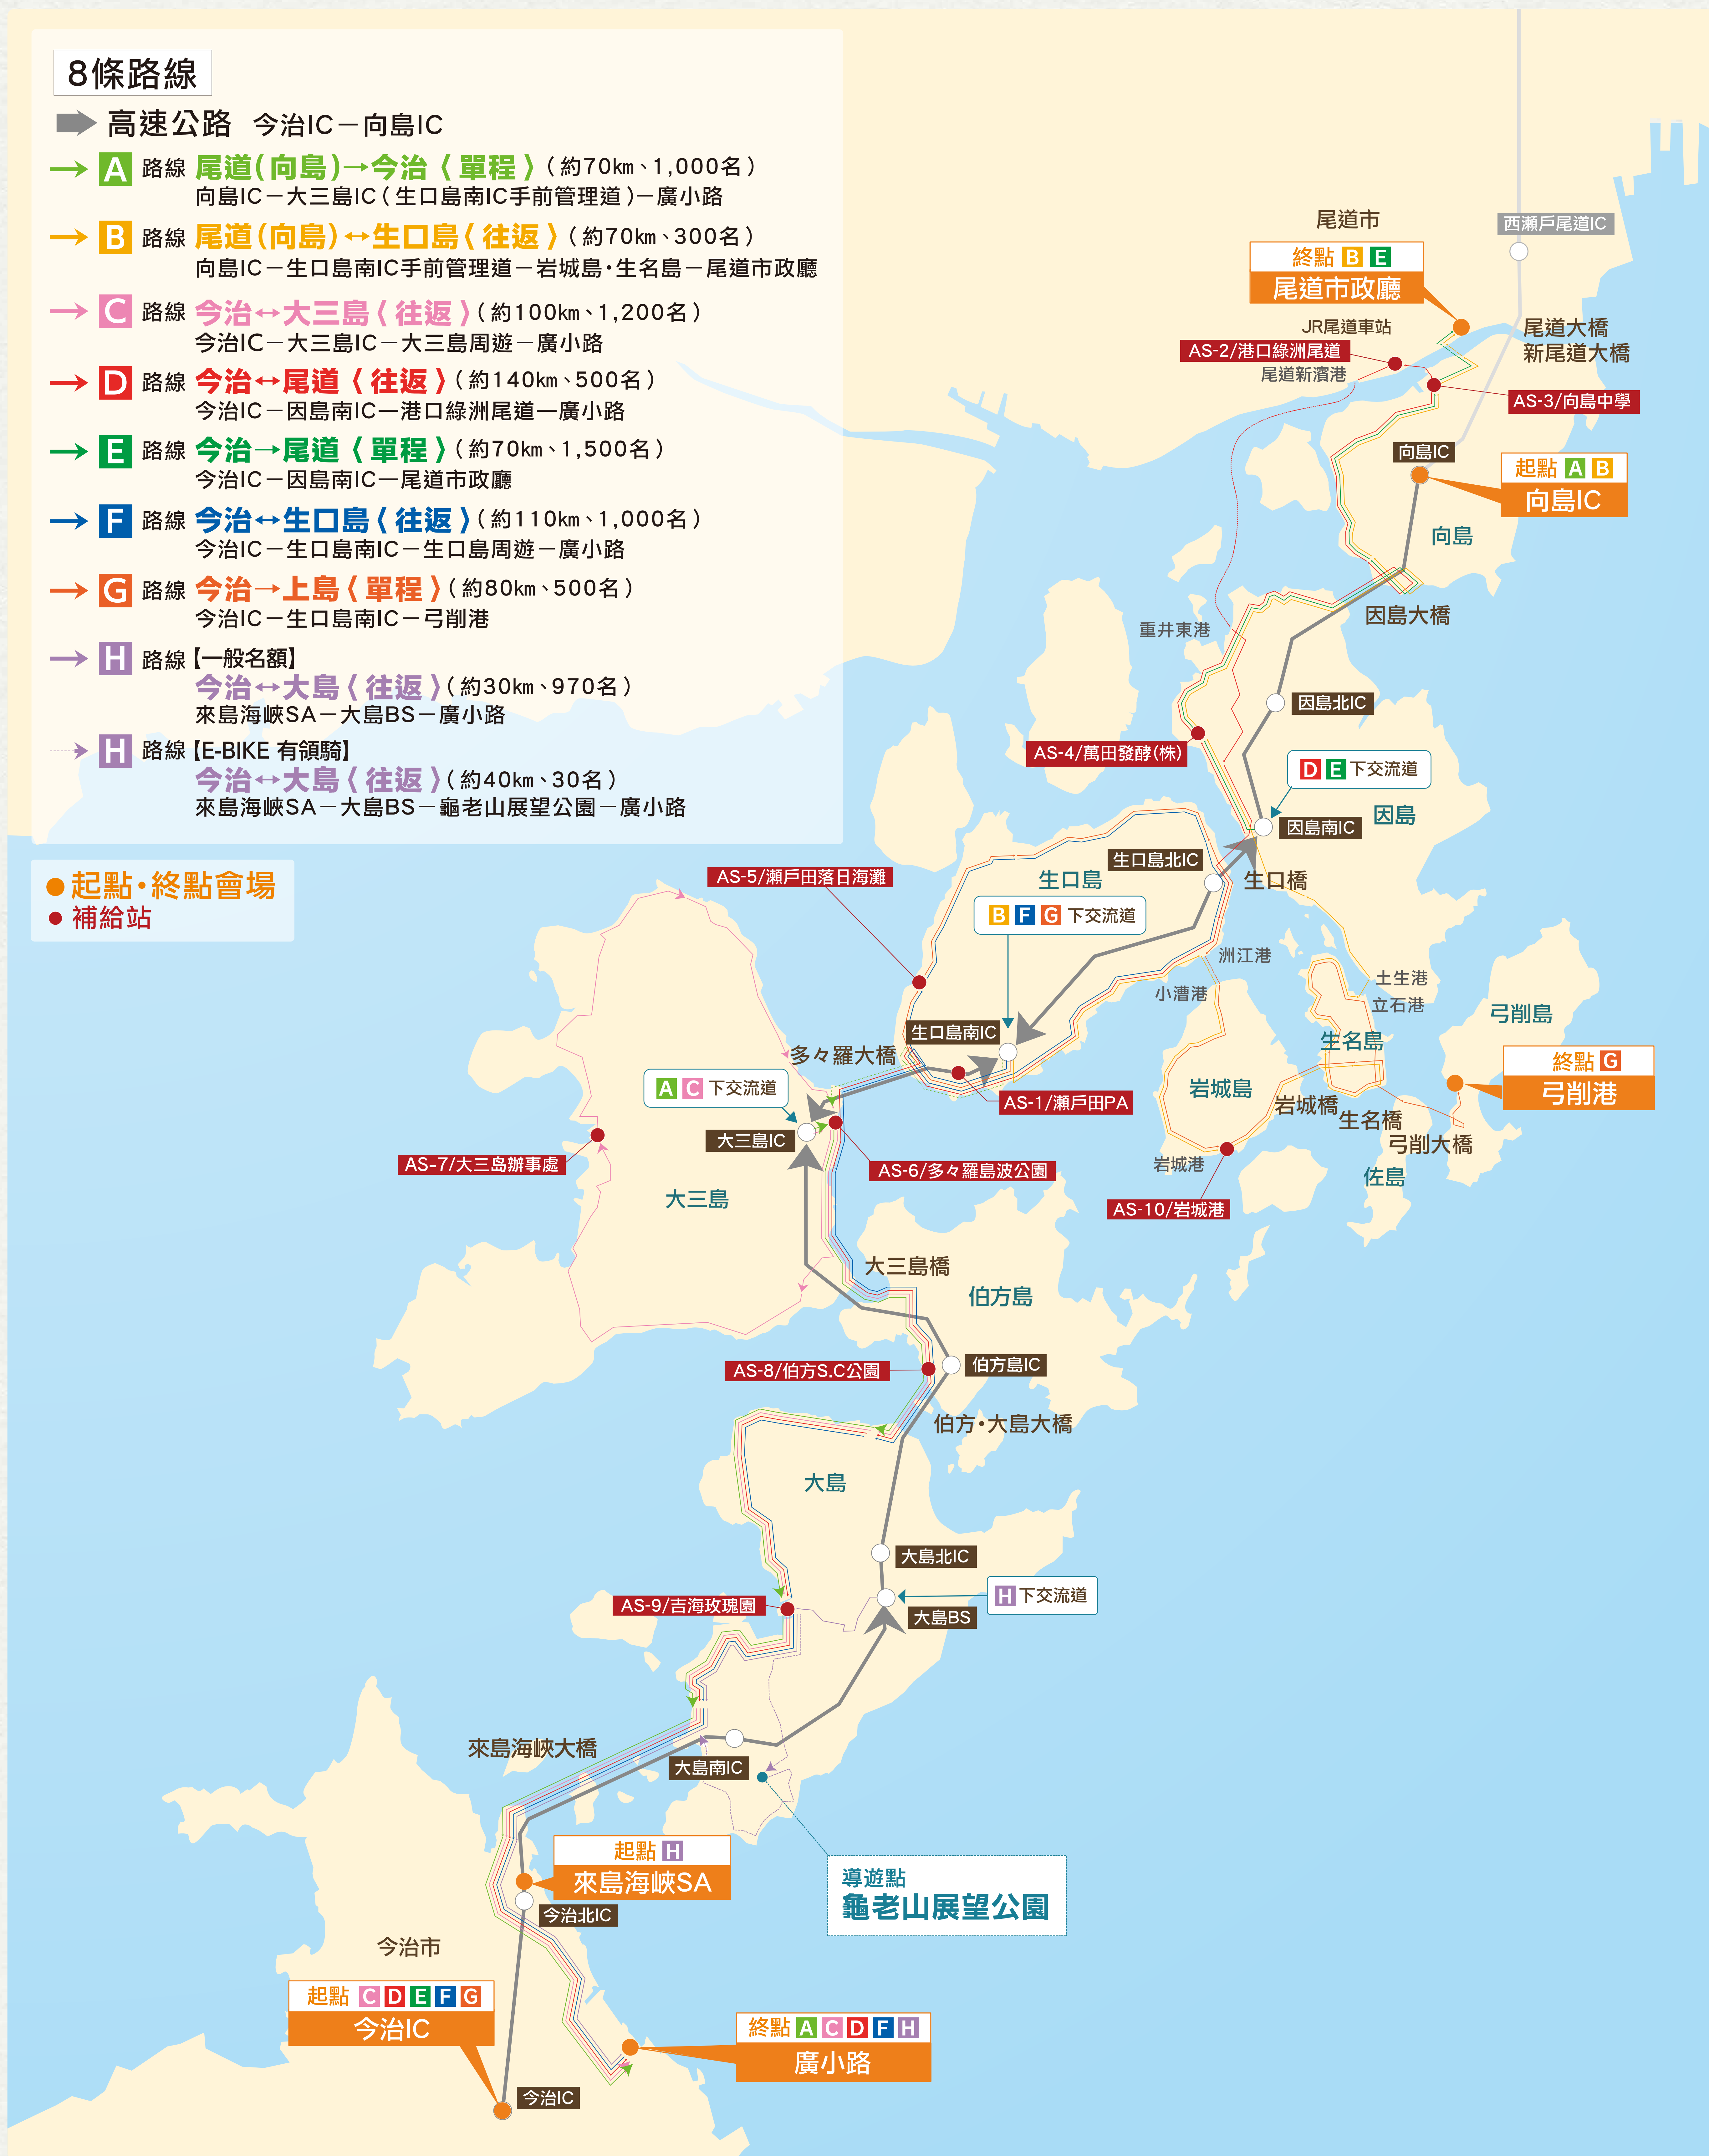 8條路線
高速公路 今治IC－向島IC
A 路線 尾道(向島)→今治〈單程〉(約70km、1,000名)
向島IC－大三島IC(生口島南IC手前管理道)－廣小路
B 路線 尾道(向島)↔生口島〈往返〉(約70km、300名)
向島IC－生口島南IC手前管理道－岩城島・生名島－尾道市政廳
C 路線 今治↔大三島〈往返〉(約100km、1,200名)
今治IC－大三島IC－大三島周遊－廣小路
D 路線 今治↔尾道〈往返〉(約140km、500名)
今治IC－因島南IC—港口綠洲尾道—廣小路
E 路線 今治→尾道〈單程〉(約70km、1,500名)
今治IC－因島南IC—尾道市政廳
F 路線 今治↔生口島〈往返〉(約110km、1,000名)
今治IC－生口島南IC－生口島周遊－廣小路
G 路線 今治→上島〈單程〉(約80km、500名)
今治IC－生口島南IC－弓削港
H 路線【一般名額】
今治↔大島〈往返〉(約30km、970名)
來島海峽SA－大島BS－廣小路
H 路線【E-BIKE 有領騎】
今治↔大島〈往返〉(約40km、30名)
來島海峽SA－大島BS－龜老山展望公園－廣小路
起點・終點會場
補給站
尾道市
西瀨戶尾道IC
終點 B E
尾道市政廳
JR尾道車站
尾道大橋
新尾道大橋
AS-2/港口綠洲尾道
尾道新濱港
AS-3/向島中學
向島IC
起點 A B
向島IC
向島
因島大橋
重井東港
因島北IC
AS-4/萬田發酵(株)
D E 下交流道
因島
因島南IC
生口島北IC
生口橋
AS-5/瀨戶田落日海灘
生口島
B F G 下交流道
洲江港
小漕港
土生港
立石港
弓削島
生口島南IC
生名島
多々羅大橋
終點 G
弓削港
A C 下交流道
岩城島
AS-1/瀨戶田PA
岩城橋
生名橋
大三島IC
弓削大橋
AS-7/大三島辦事處
AS-6/多々羅島波公園
岩城港
佐島
大三島
AS-10/岩城港
大三島橋
伯方島
AS-8/伯方S.C公園
伯方島IC
伯方・大島大橋
大島
大島北IC
H 下交流道
AS-9/吉海玫瑰園
大島BS
來島海峽大橋
大島南IC
起點 H
來島海峽SA
導遊點
龜老山展望公園
今治北IC
今治市
起點 C D E F G
今治IC
終點 A C D F H
廣小路
今治IC